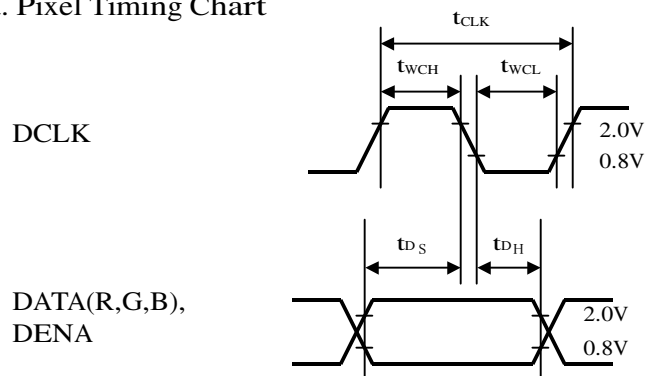 . Pixel Timing Chart
tCLK
tWCH
tWCL
DCLK
2.0V
0.8V
tDS
tDH
DATA(R,G,B),
DENA
2.0V
0.8V